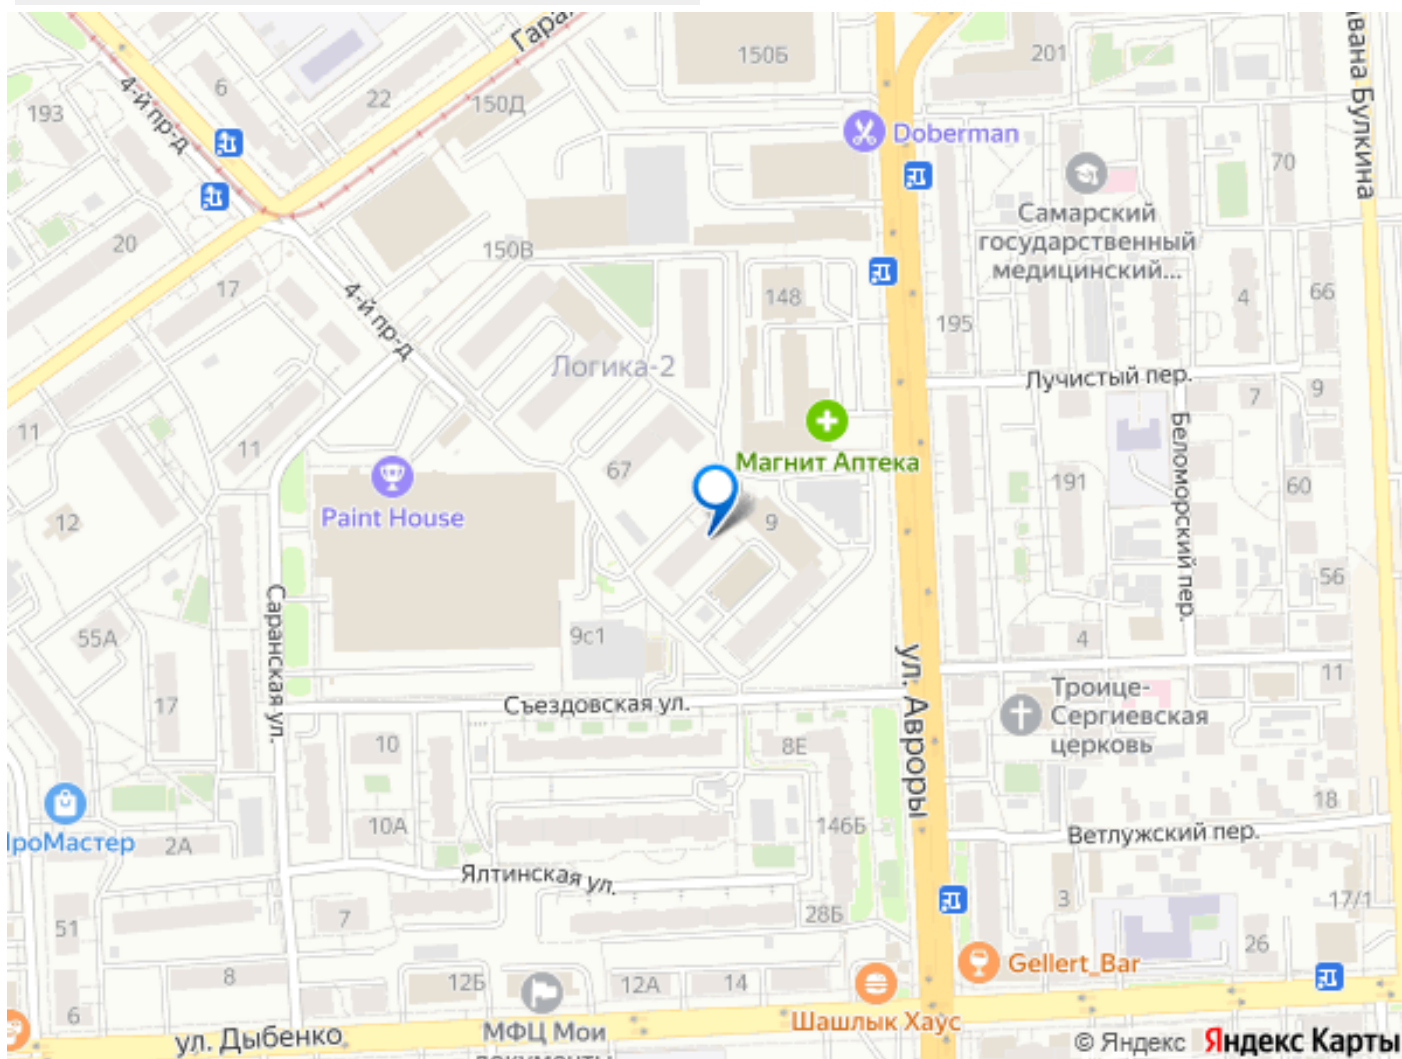 150Б
201
Гара
4-й пр-д
6
22
150Д
193
Doberman
70
Ивана Булкина
Самарский
государственный
медицинский...
20
150В
17
4-й пр-д
148
4
66
195
Логика-2
Лучистый пер.
7
9
11
11
67
Магнит Аптека
Беломорский пер.
191
60
Paint House
12
9
56
Саранская ул.
55А
9с1
4
11
ул. Авроры
Троице-
Сергиевская
церковь
17
Съездовская ул.
10
8Е
18
ПроМастер
2А
10А
146Б
Ветлужский пер.
Ялтинская ул.
3
17/1
7
28Б
51
26
Gellert_Bar
8
12Б
12А
14
6
Шашлык Хаус
ул. Дыбенко
МФЦ Мои
документы
© Яндекс Яндекс Карты